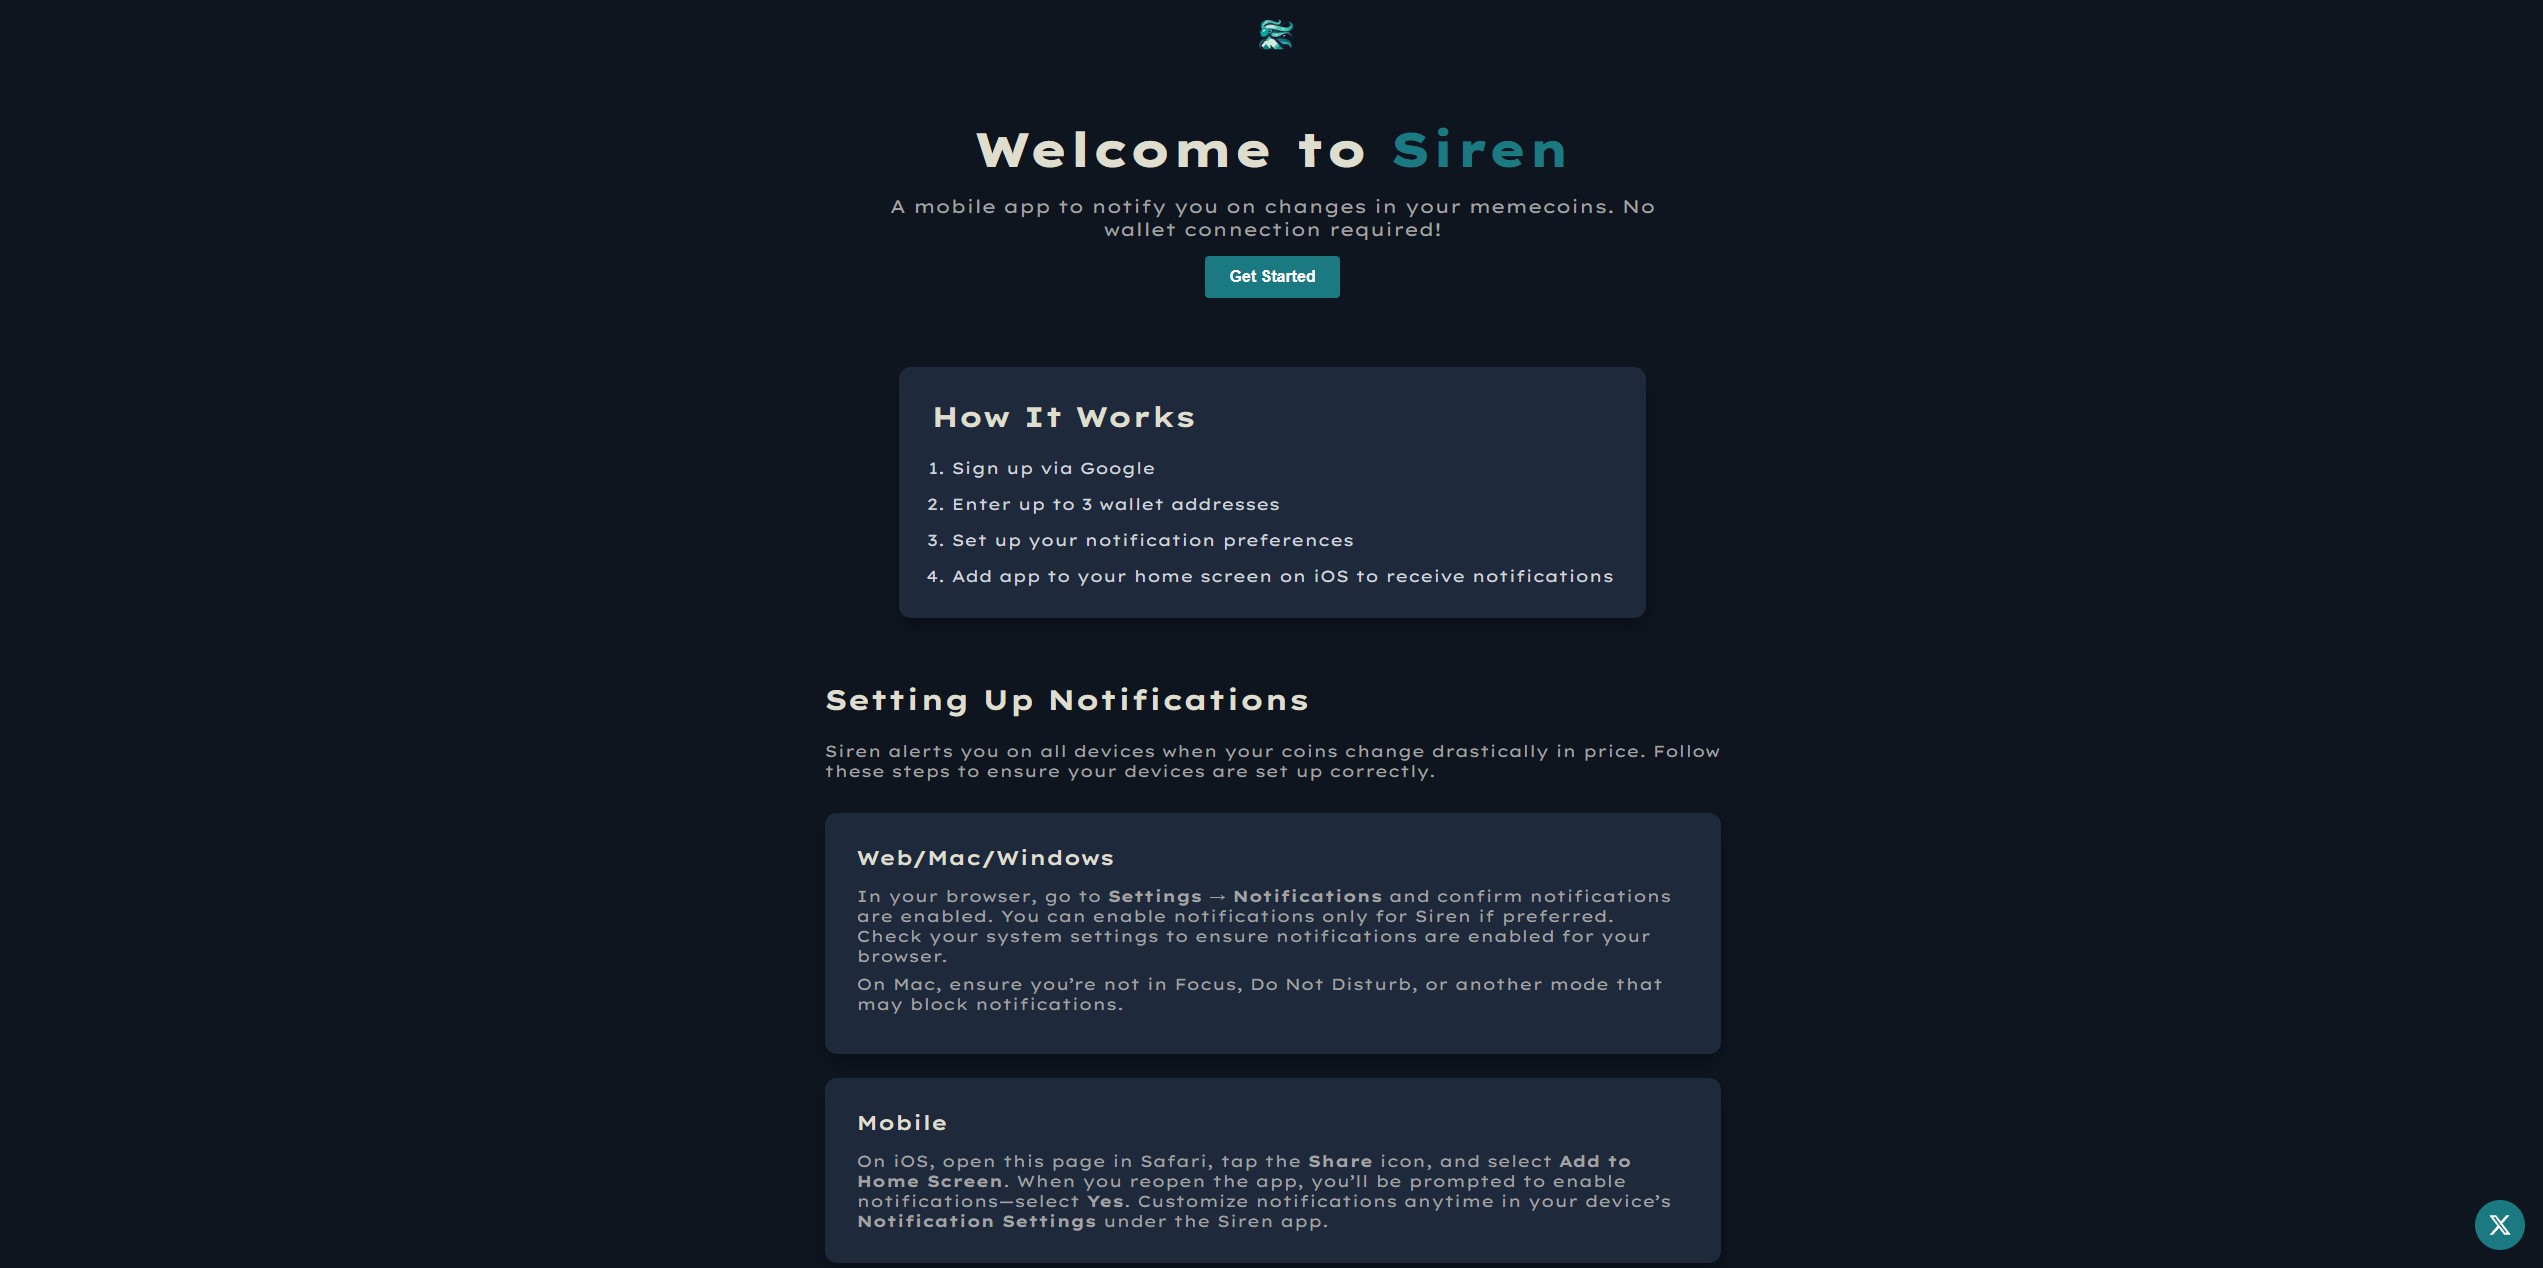 Welcome to Siren
A mobile app to notify you on changes in your memecoins. No
wallet connection required!
Get Started
How It Works
1. Sign up via Google
2. Enter up to 3 wallet addresses
3. Set up your notification preferences
4. Add app to your home screen on iOS to receive notifications
Setting Up Notifications
Siren alerts you on all devices when your coins change drastically in price. Follow
these steps to ensure your devices are set up correctly.
Web/Mac/Windows
In your browser, go to Settings → Notifications and confirm notifications
are enabled. You can enable notifications only for Siren if preferred.
Check your system settings to ensure notifications are enabled for your
browser.
On Mac, ensure you’re not in Focus, Do Not Disturb, or another mode that
may block notifications.
Mobile
On iOS, open this page in Safari, tap the Share icon, and select Add to
Home Screen. When you reopen the app, you’ll be prompted to enable
notifications—select Yes. Customize notifications anytime in your device’s
Notification Settings under the Siren app.